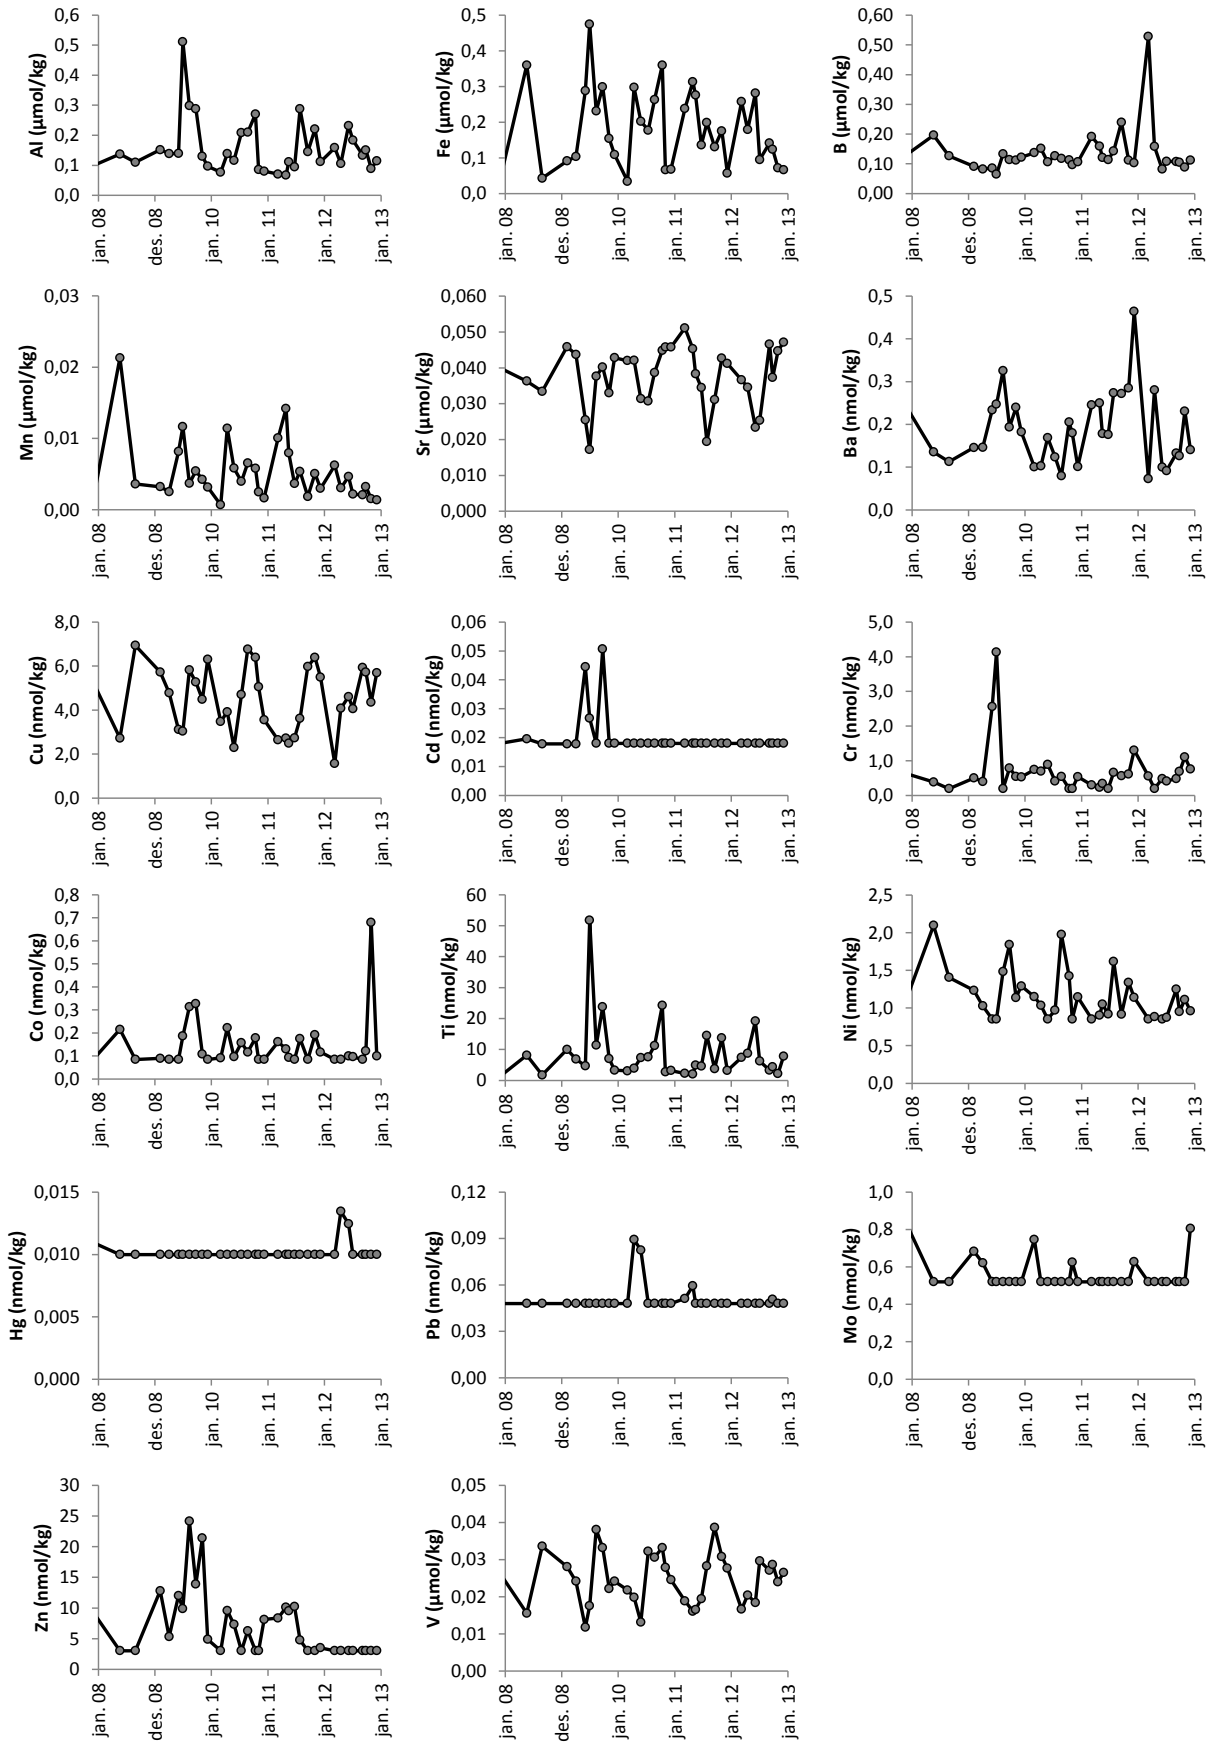 Al (µmol/kg)
0,6
0,5
0,4
0,3
0,2
0,1
0,0
jan. 08
des. 08
jan. 10
jan. 11
jan. 12
jan. 13
Fe (µmol/kg)
0,5
0,4
0,3
0,2
0,1
0,0
jan. 08
des. 08
jan. 10
jan. 11
jan. 12
jan. 13
B (µmol/kg)
0,60
0,50
0,40
0,30
0,20
0,10
0,00
jan. 08
des. 08
jan. 10
jan. 11
jan. 12
jan. 13
Mn (µmol/kg)
0,03
0,02
0,01
0,00
jan. 08
des. 08
jan. 10
jan. 11
jan. 12
jan. 13
Sr (µmol/kg)
0,060
0,050
0,040
0,030
0,020
0,010
0,000
jan. 08
des. 08
jan. 10
jan. 11
jan. 12
jan. 13
Ba (nmol/kg)
0,5
0,4
0,3
0,2
0,1
0,0
jan. 08
des. 08
jan. 10
jan. 11
jan. 12
jan. 13
Cu (nmol/kg)
8,0
6,0
4,0
2,0
0,0
jan. 08
des. 08
jan. 10
jan. 11
jan. 12
jan. 13
Cd (nmol/kg)
0,06
0,05
0,04
0,03
0,02
0,01
0,00
jan. 08
des. 08
jan. 10
jan. 11
jan. 12
jan. 13
Cr (nmol/kg)
5,0
4,0
3,0
2,0
1,0
0,0
jan. 08
des. 08
jan. 10
jan. 11
jan. 12
jan. 13
Co (nmol/kg)
0,8
0,7
0,6
0,5
0,4
0,3
0,2
0,1
0,0
jan. 08
des. 08
jan. 10
jan. 11
jan. 12
jan. 13
Ti (nmol/kg)
60
50
40
30
20
10
0
jan. 08
des. 08
jan. 10
jan. 11
jan. 12
jan. 13
Ni (nmol/kg)
2,5
2,0
1,5
1,0
0,5
0,0
jan. 08
des. 08
jan. 10
jan. 11
jan. 12
jan. 13
Hg (nmol/kg)
0,015
0,010
0,005
0,000
jan. 08
des. 08
jan. 10
jan. 11
jan. 12
jan. 13
Pb (nmol/kg)
0,12
0,09
0,06
0,03
0,00
jan. 08
des. 08
jan. 10
jan. 11
jan. 12
jan. 13
Mo (nmol/kg)
1,0
0,8
0,6
0,4
0,2
0,0
jan. 08
des. 08
jan. 10
jan. 11
jan. 12
jan. 13
Zn (nmol/kg)
30
25
20
15
10
5
0
jan. 08
des. 08
jan. 10
jan. 11
jan. 12
jan. 13
V (µmol/kg)
0,05
0,04
0,03
0,02
0,01
0,00
jan. 08
des. 08
jan. 10
jan. 11
jan. 12
jan. 13